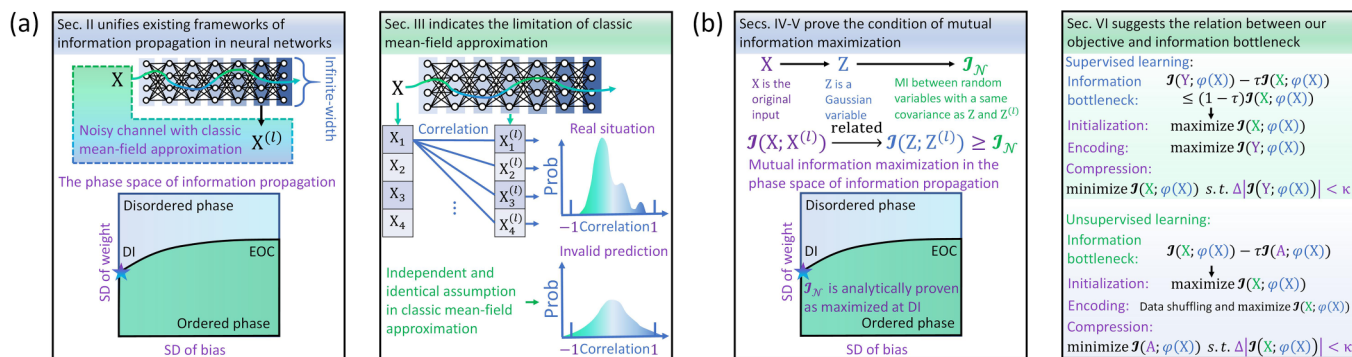 (a)
Sec. II unifies existing frameworks of
information propagation in neural networks
X
Infinite-width
Noisy channel with classic
mean-field approximation
X^(l)
The phase space of information propagation
Disordered phase
DI
EOC
Ordered phase
SD of weight
SD of bias
Sec. III indicates the limitation of classic
mean-field approximation
X
Correlation
Real situation
X₁
X₂
X₃
X₄
X₁^(l)
X₂^(l)
X₃^(l)
X₄^(l)
⋮
Prob
−1 Correlation 1
Invalid prediction
Independent and
identical assumption
in classic mean-field
approximation
Prob
−1 Correlation 1
(b)
Secs. IV-V prove the condition of mutual
information maximization
X → Z → 𝓘_𝒩
X is the
original
input
Z is a
Gaussian
variable
MI between random
variables with a same
covariance as Z and Z^(l)
related
𝓘(X; X^(l)) → 𝓘(Z; Z^(l)) ≥ 𝓘_𝒩
Mutual information maximization in the
phase space of information propagation
Disordered phase
DI
EOC
𝓘_𝒩 is analytically proven
as maximized at DI
Ordered phase
SD of weight
SD of bias
Sec. VI suggests the relation between our
objective and information bottleneck
Supervised learning:
Information 𝓘(Y; φ(X)) − τ𝓘(X; φ(X))
bottleneck: ≤ (1 − τ)𝓘(X; φ(X))
Initialization: maximize 𝓘(X; φ(X))
Encoding: maximize 𝓘(Y; φ(X))
Compression:
minimize 𝓘(X; φ(X)) s.t. Δ|𝓘(Y; φ(X))| < κ
Unsupervised learning:
Information
bottleneck: 𝓘(X; φ(X)) − τ𝓘(A; φ(X))
Initialization: maximize 𝓘(X; φ(X))
Encoding: Data shuffling and maximize 𝓘(X; φ(X))
Compression:
minimize 𝓘(A; φ(X)) s.t. Δ|𝓘(X; φ(X))| < κ